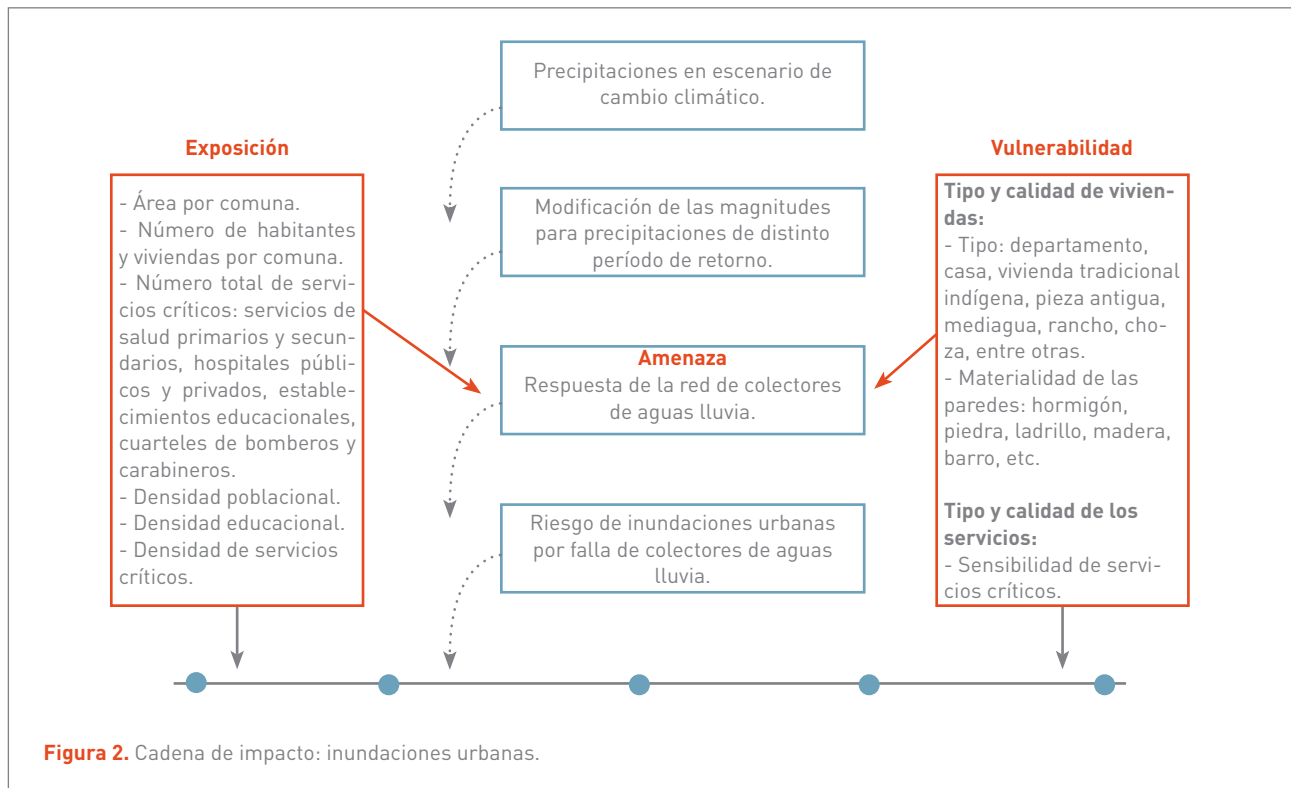 Precipitaciones en escenario de
cambio climático.
Exposición
- Área por comuna.
- Número de habitantes
y viviendas por comuna.
- Número total de servi-
cios críticos: servicios de
salud primarios y secun-
darios, hospitales públi-
cos y privados, estable-
cimientos educacionales,
cuarteles de bomberos y
carabineros.
- Densidad poblacional.
- Densidad educacional.
- Densidad de servicios
críticos.
Modificación de las magnitudes
para precipitaciones de distinto
período de retorno.
Amenaza
Respuesta de la red de colectores
de aguas lluvia.
Riesgo de inundaciones urbanas
por falla de colectores de aguas
lluvia.
Vulnerabilidad
Tipo y calidad de vivien-
das:
- Tipo: departamento,
casa, vivienda tradicional
indígena, pieza antigua,
mediagua, rancho, cho-
za, entre otras.
- Materialidad de las
paredes: hormigón,
piedra, ladrillo, madera,
barro, etc.
Tipo y calidad de los
servicios:
- Sensibilidad de servi-
cios críticos.
Figura 2. Cadena de impacto: inundaciones urbanas.